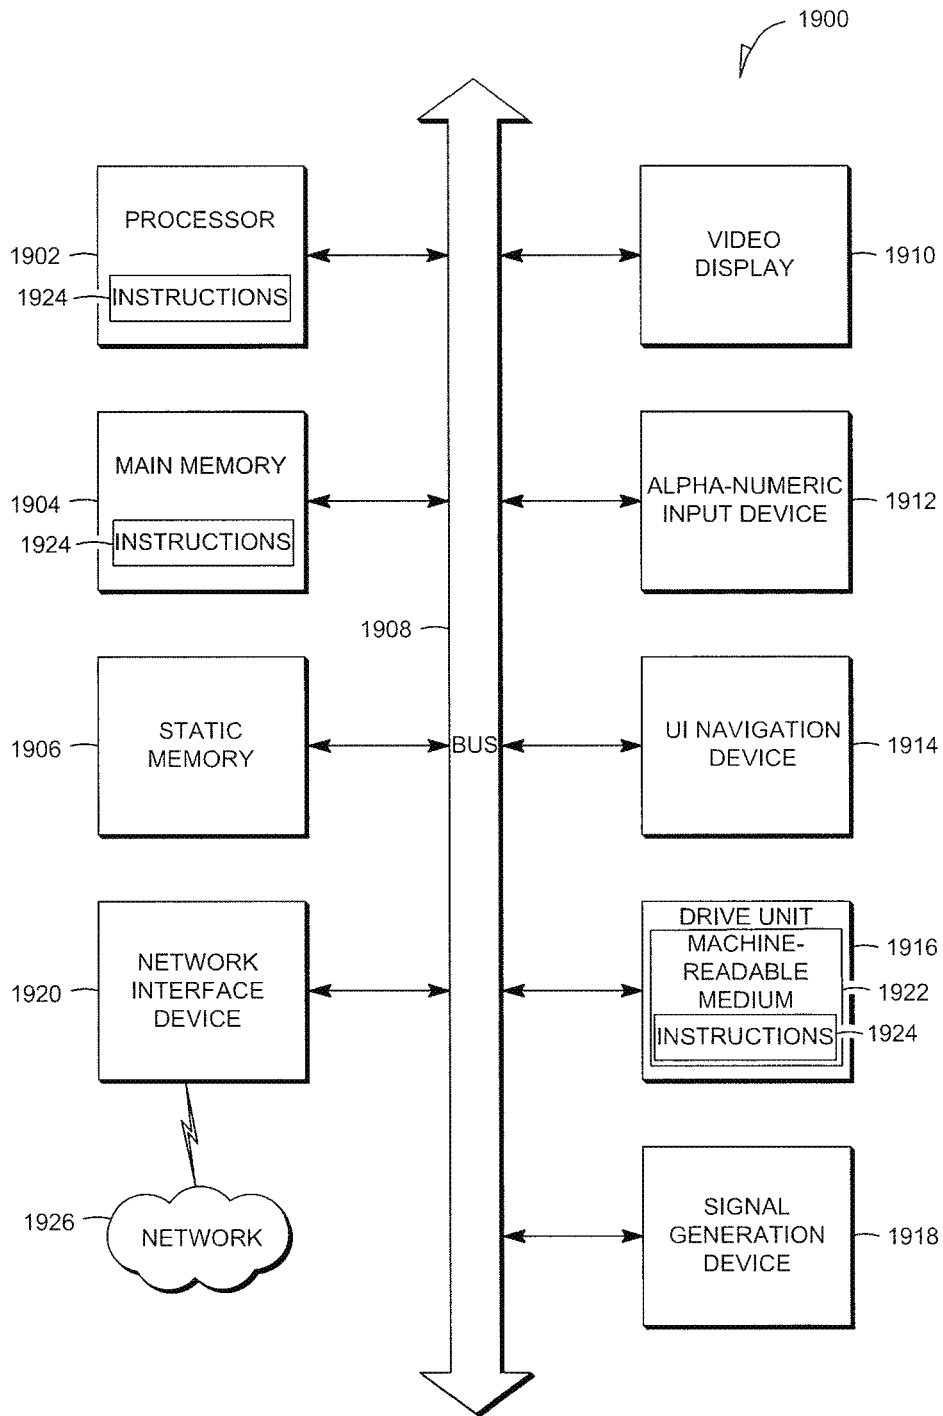 1900
PROCESSOR
1902
1924
INSTRUCTIONS
VIDEO
DISPLAY
1910
MAIN MEMORY
1904
1924
INSTRUCTIONS
ALPHA-NUMERIC
INPUT DEVICE
1912
1908
STATIC
MEMORY
1906
BUS
UI NAVIGATION
DEVICE
1914
NETWORK
INTERFACE
DEVICE
1920
DRIVE UNIT
1916
MACHINE-
READABLE
MEDIUM
1922
INSTRUCTIONS
1924
1926
NETWORK
SIGNAL
GENERATION
DEVICE
1918